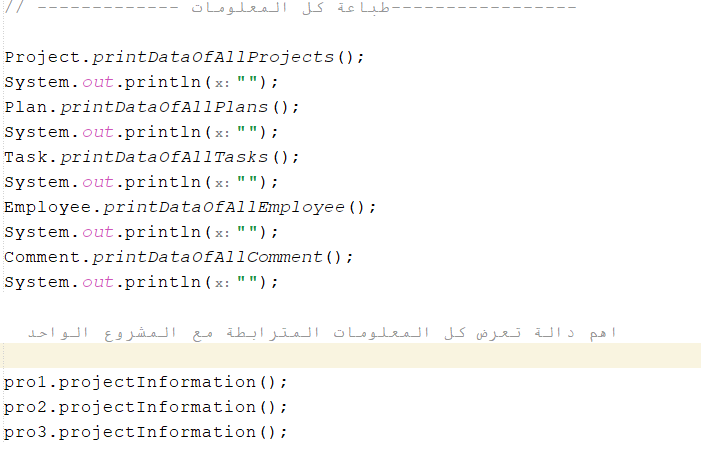 // ------------- طباعة كل المعلومات -----------------
Project.printDataOfAllProjects();
System.out.println(x: "");
Plan.printDataOfAllPlans();
System.out.println(x: "");
Task.printDataOfAllTasks();
System.out.println(x: "");
Employee.printDataOfAllEmployee();
System.out.println(x: "");
Comment.printDataOfAllComment();
System.out.println(x: "");
اهم دالة تعرض كل المعلومات المترابطة مع المشروع الواحد
pro1.projectInformation();
pro2.projectInformation();
pro3.projectInformation();